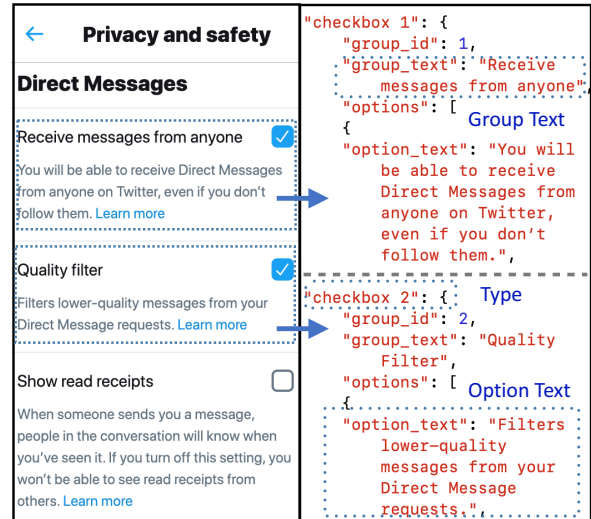 ← Privacy and safety
Direct Messages
Receive messages from anyone
You will be able to receive Direct Messages
from anyone on Twitter, even if you don't
follow them. Learn more
Quality filter
Filters lower-quality messages from your
Direct Message requests. Learn more
Show read receipts
When someone sends you a message,
people in the conversation will know when
you've seen it. If you turn off this setting, you
won't be able to see read receipts from
others. Learn more
"checkbox 1": {
"group_id": 1,
"group_text": "Receive
messages from anyone",
"options": [
Group Text
{
"option_text": "You will
be able to receive
Direct Messages from
anyone on Twitter,
even if you don't
follow them.",
"checkbox 2": {
Type
"group_id": 2,
"group_text": "Quality
Filter",
"options": [
Option Text
{
"option_text": "Filters
lower-quality
messages from your
Direct Message
requests.",